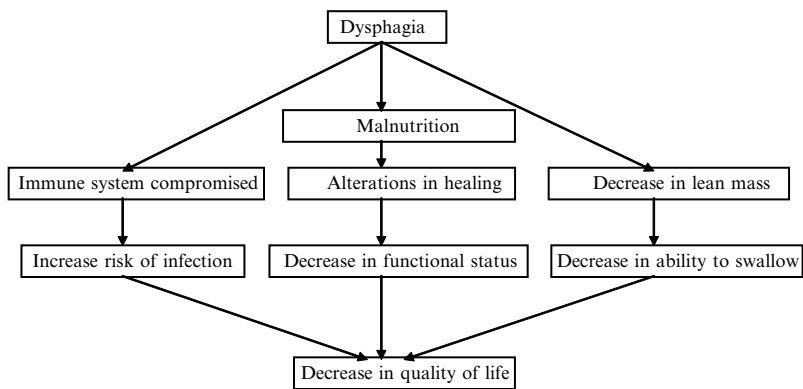 Dysphagia
Malnutrition
Immune system compromised
Alterations in healing
Decrease in lean mass
Increase risk of infection
Decrease in functional status
Decrease in ability to swallow
Decrease in quality of life